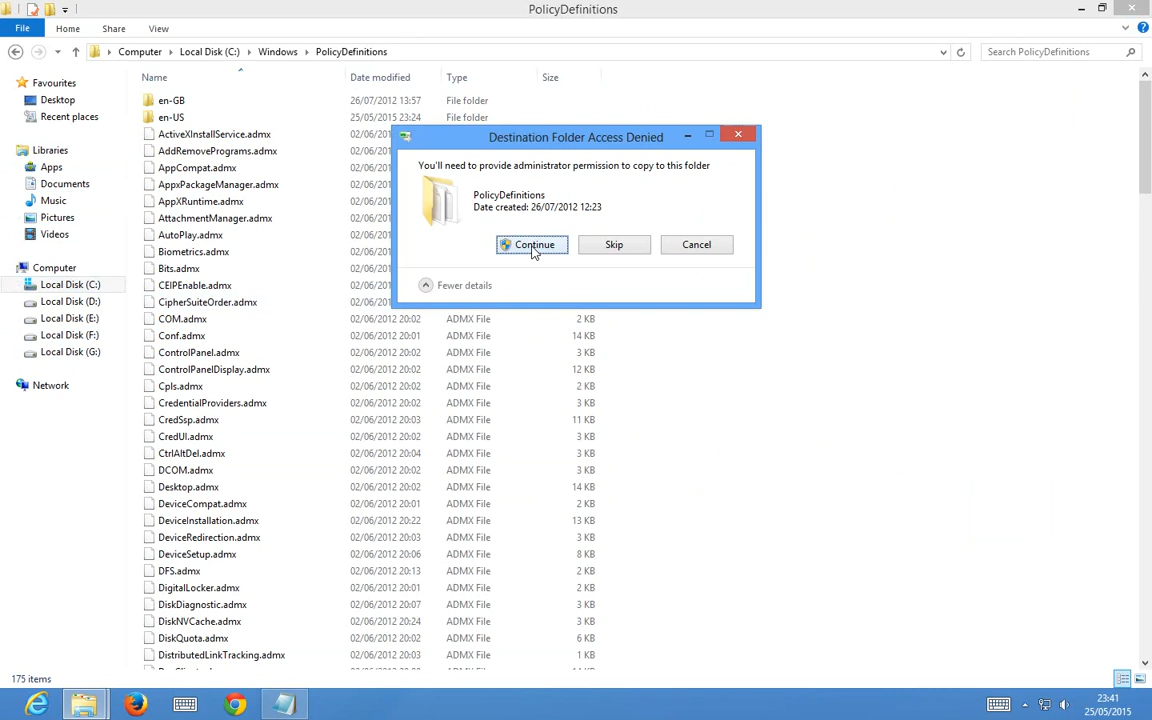 PolicyDefinitions
File Home Share View
Computer Local Disk (C:) Windows PolicyDefinitions
Search PolicyDefinitions
Favourites
Desktop
Recent places
Libraries
Apps
Documents
Music
Pictures
Videos
Computer
Local Disk (C:)
Local Disk (D:)
Local Disk (E:)
Local Disk (F:)
Local Disk (G:)
Network
Name Date modified Type Size
en-GB 26/07/2012 13:57 File folder
en-US 25/05/2015 23:24 File folder
ActiveXInstallService.admx
AddRemovePrograms.admx
AppCompat.admx
AppxPackageManager.admx
AppXRuntime.admx
AttachmentManager.admx
AutoPlay.admx
Biometrics.admx
Bits.admx
CEIPEnable.admx
CipherSuiteOrder.admx
COM.admx 02/06/2012 20:02 ADMX File 2 KB
Conf.admx 02/06/2012 20:01 ADMX File 14 KB
ControlPanel.admx 02/06/2012 20:02 ADMX File 3 KB
ControlPanelDisplay.admx 02/06/2012 20:02 ADMX File 12 KB
Cpls.admx 02/06/2012 20:02 ADMX File 2 KB
CredentialProviders.admx 02/06/2012 20:02 ADMX File 3 KB
CredSsp.admx 02/06/2012 20:03 ADMX File 11 KB
CredUI.admx 02/06/2012 20:02 ADMX File 3 KB
CtrlAltDel.admx 02/06/2012 20:04 ADMX File 3 KB
DCOM.admx 02/06/2012 20:02 ADMX File 3 KB
Desktop.admx 02/06/2012 20:02 ADMX File 14 KB
DeviceCompat.admx 02/06/2012 20:01 ADMX File 2 KB
DeviceInstallation.admx 02/06/2012 20:22 ADMX File 13 KB
DeviceRedirection.admx 02/06/2012 20:03 ADMX File 3 KB
DeviceSetup.admx 02/06/2012 20:06 ADMX File 8 KB
DFS.admx 02/06/2012 20:13 ADMX File 2 KB
DigitalLocker.admx 02/06/2012 20:07 ADMX File 2 KB
DiskDiagnostic.admx 02/06/2012 20:07 ADMX File 3 KB
DiskNVCache.admx 02/06/2012 20:24 ADMX File 3 KB
DiskQuota.admx 02/06/2012 20:02 ADMX File 6 KB
DistributedLinkTracking.admx 02/06/2012 20:03 ADMX File 1 KB
Destination Folder Access Denied
You'll need to provide administrator permission to copy to this folder
PolicyDefinitions
Date created: 26/07/2012 12:23
Continue Skip Cancel
Fewer details
175 items
23:41
25/05/2015